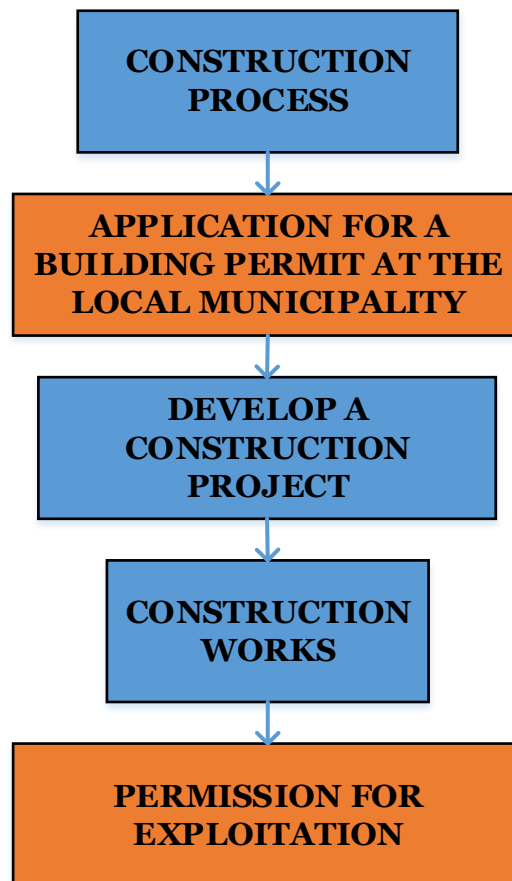 CONSTRUCTION
PROCESS
APPLICATION FOR A
BUILDING PERMIT AT THE
LOCAL MUNICIPALITY
DEVELOP A
CONSTRUCTION
PROJECT
CONSTRUCTION
WORKS
PERMISSION FOR
EXPLOITATION